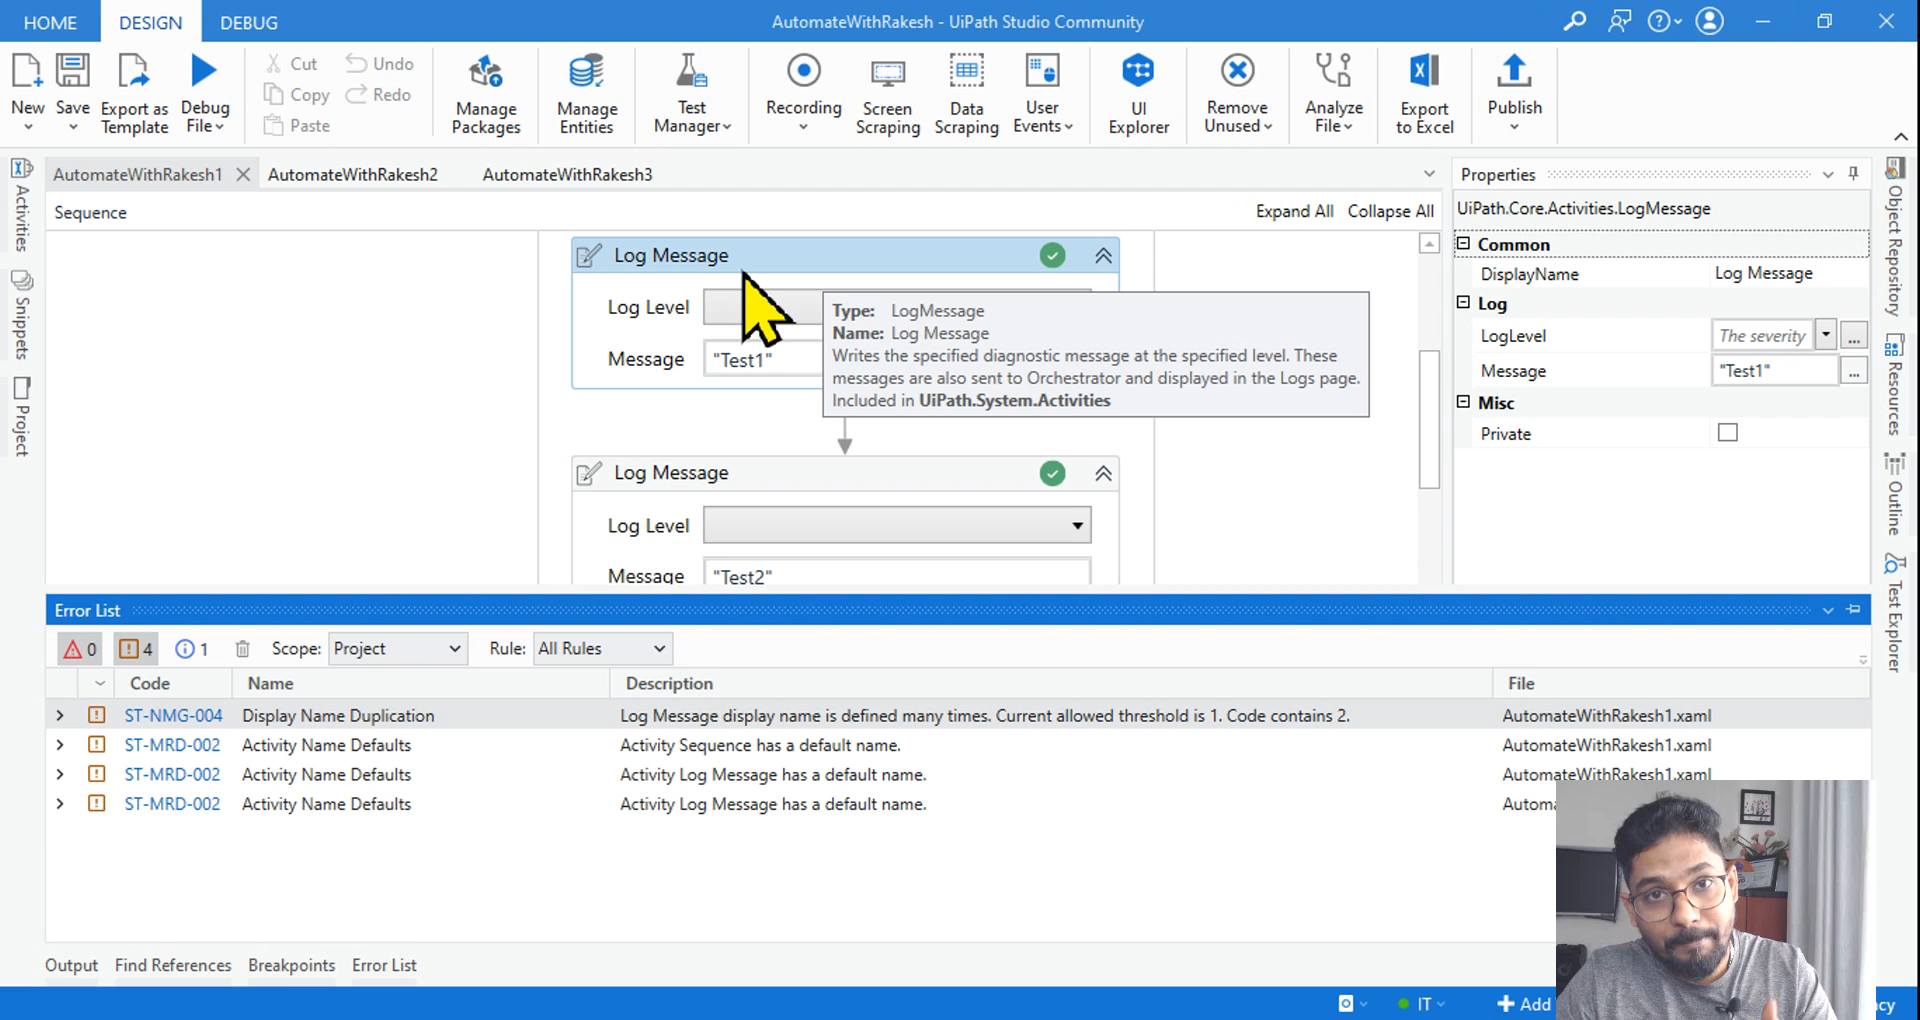 HOME DESIGN DEBUG
AutomateWithRakesh - UiPath Studio Community
New
Save
Export as
Template
Debug
File
Cut
Copy
Paste
Undo
Redo
Manage
Packages
Manage
Entities
Test
Manager
Recording
Screen
Scraping
Data
Scraping
User
Events
UI
Explorer
Remove
Unused
Analyze
File
Export
to Excel
Publish
AutomateWithRakesh1 AutomateWithRakesh2 AutomateWithRakesh3
Activities
Snippets
Project
Sequence
Expand All Collapse All
Log Message
Log Level
Message "Test1"
Type: LogMessage
Name: Log Message
Writes the specified diagnostic message at the specified level. These
messages are also sent to Orchestrator and displayed in the Logs page.
Included in UiPath.System.Activities
Log Message
Log Level
Message "Test2"
Properties
UiPath.Core.Activities.LogMessage
Common
DisplayName Log Message
Log
LogLevel The severity ...
Message "Test1" ...
Misc
Private
Object Repository
Resources
Outline
Test Explorer
Error List
0 4 1 Scope: Project Rule: All Rules
Code Name Description File
ST-NMG-004 Display Name Duplication Log Message display name is defined many times. Current allowed threshold is 1. Code contains 2. AutomateWithRakesh1.xaml
ST-MRD-002 Activity Name Defaults Activity Sequence has a default name. AutomateWithRakesh1.xaml
ST-MRD-002 Activity Name Defaults Activity Log Message has a default name. AutomateWithRakesh1.xaml
ST-MRD-002 Activity Name Defaults Activity Log Message has a default name.
Output Find References Breakpoints Error List
IT
Add